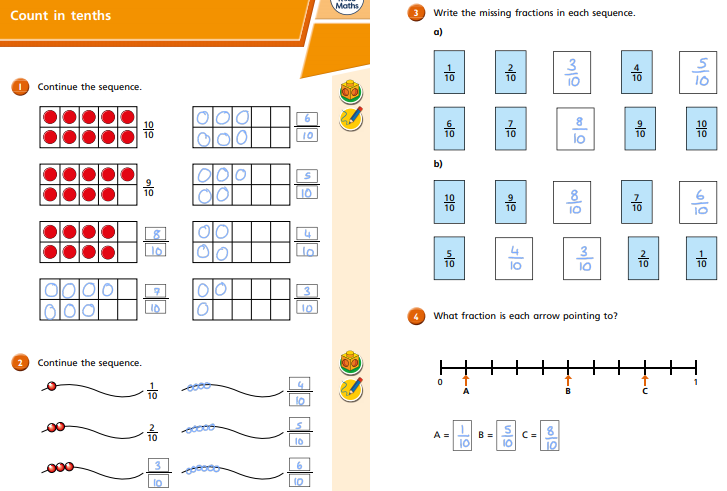 Count in tenths
Maths
1 Continue the sequence.
10/10 6/10
9/10 5/10
8/10 4/10
7/10 3/10
2 Continue the sequence.
1/10 4/10
2/10 5/10
3/10 6/10
3 Write the missing fractions in each sequence.
a)
1/10 2/10 3/10 4/10 5/10
6/10 7/10 8/10 9/10 10/10
b)
10/10 9/10 8/10 7/10 6/10
5/10 4/10 3/10 2/10 1/10
4 What fraction is each arrow pointing to?
0 1
A B C
A = 1/10 B = 5/10 C = 8/10